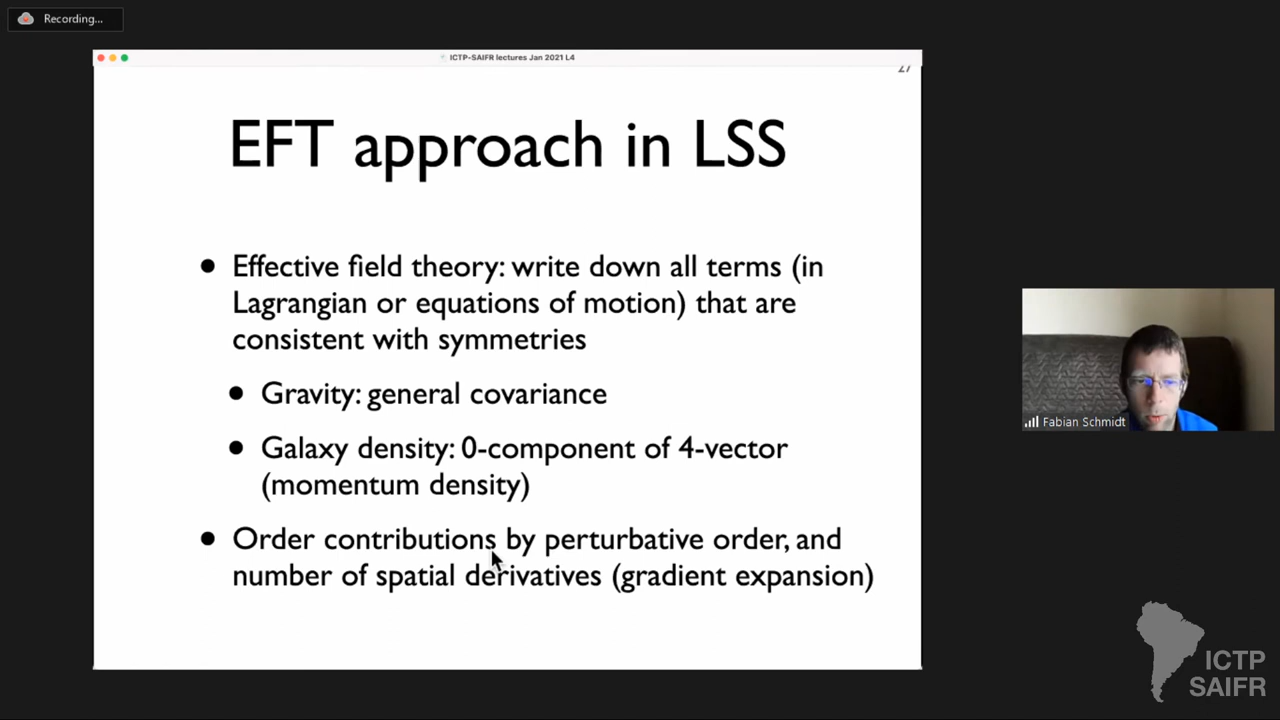 Recording...
ICTP-SAIFR lectures Jan 2021 L4
27
EFT approach in LSS
• Effective field theory: write down all terms (in
Lagrangian or equations of motion) that are
consistent with symmetries
• Gravity: general covariance
• Galaxy density: 0-component of 4-vector
(momentum density)
• Order contributions by perturbative order, and
number of spatial derivatives (gradient expansion)
Fabian Schmidt
ICTP
SAIFR